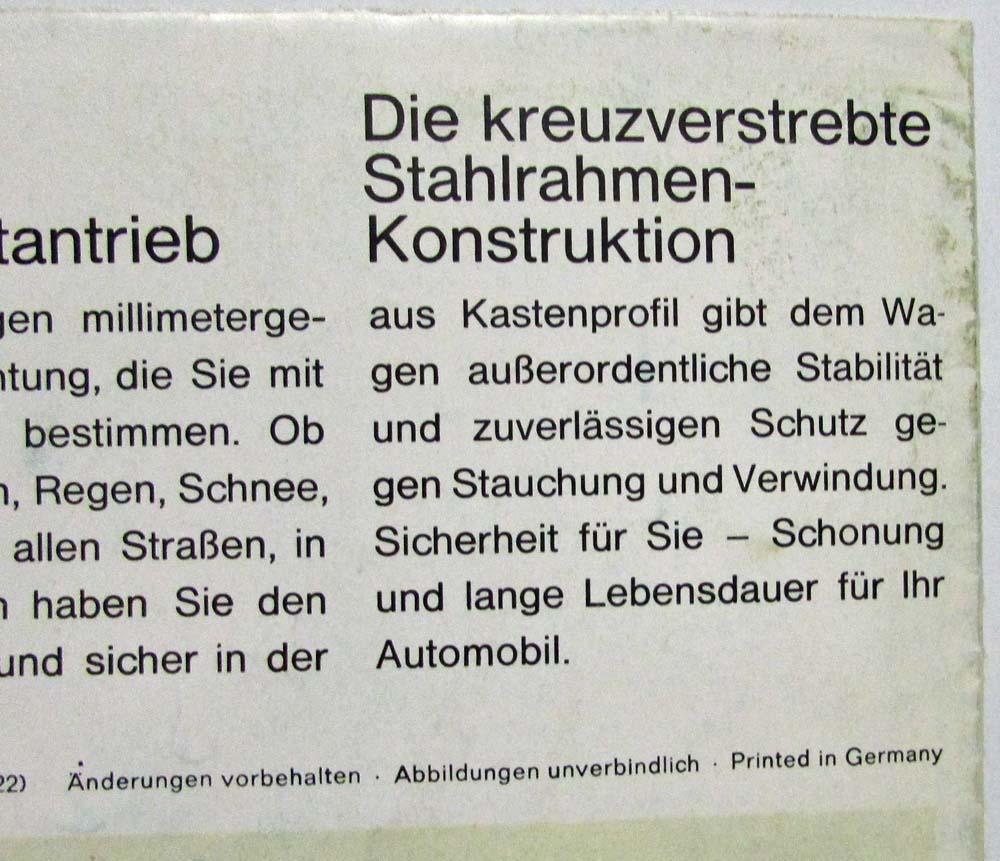 tantrieb
gen millimeterge-
htung, die Sie mit
bestimmen. Ob
n, Regen, Schnee,
allen Straßen, in
n haben Sie den
und sicher in der
Die kreuzverstrebte
Stahlrahmen-
Konstruktion
aus Kastenprofil gibt dem Wa-
gen außerordentliche Stabilität
und zuverlässigen Schutz ge-
gen Stauchung und Verwindung.
Sicherheit für Sie – Schonung
und lange Lebensdauer für Ihr
Automobil.
22) Änderungen vorbehalten · Abbildungen unverbindlich · Printed in Germany